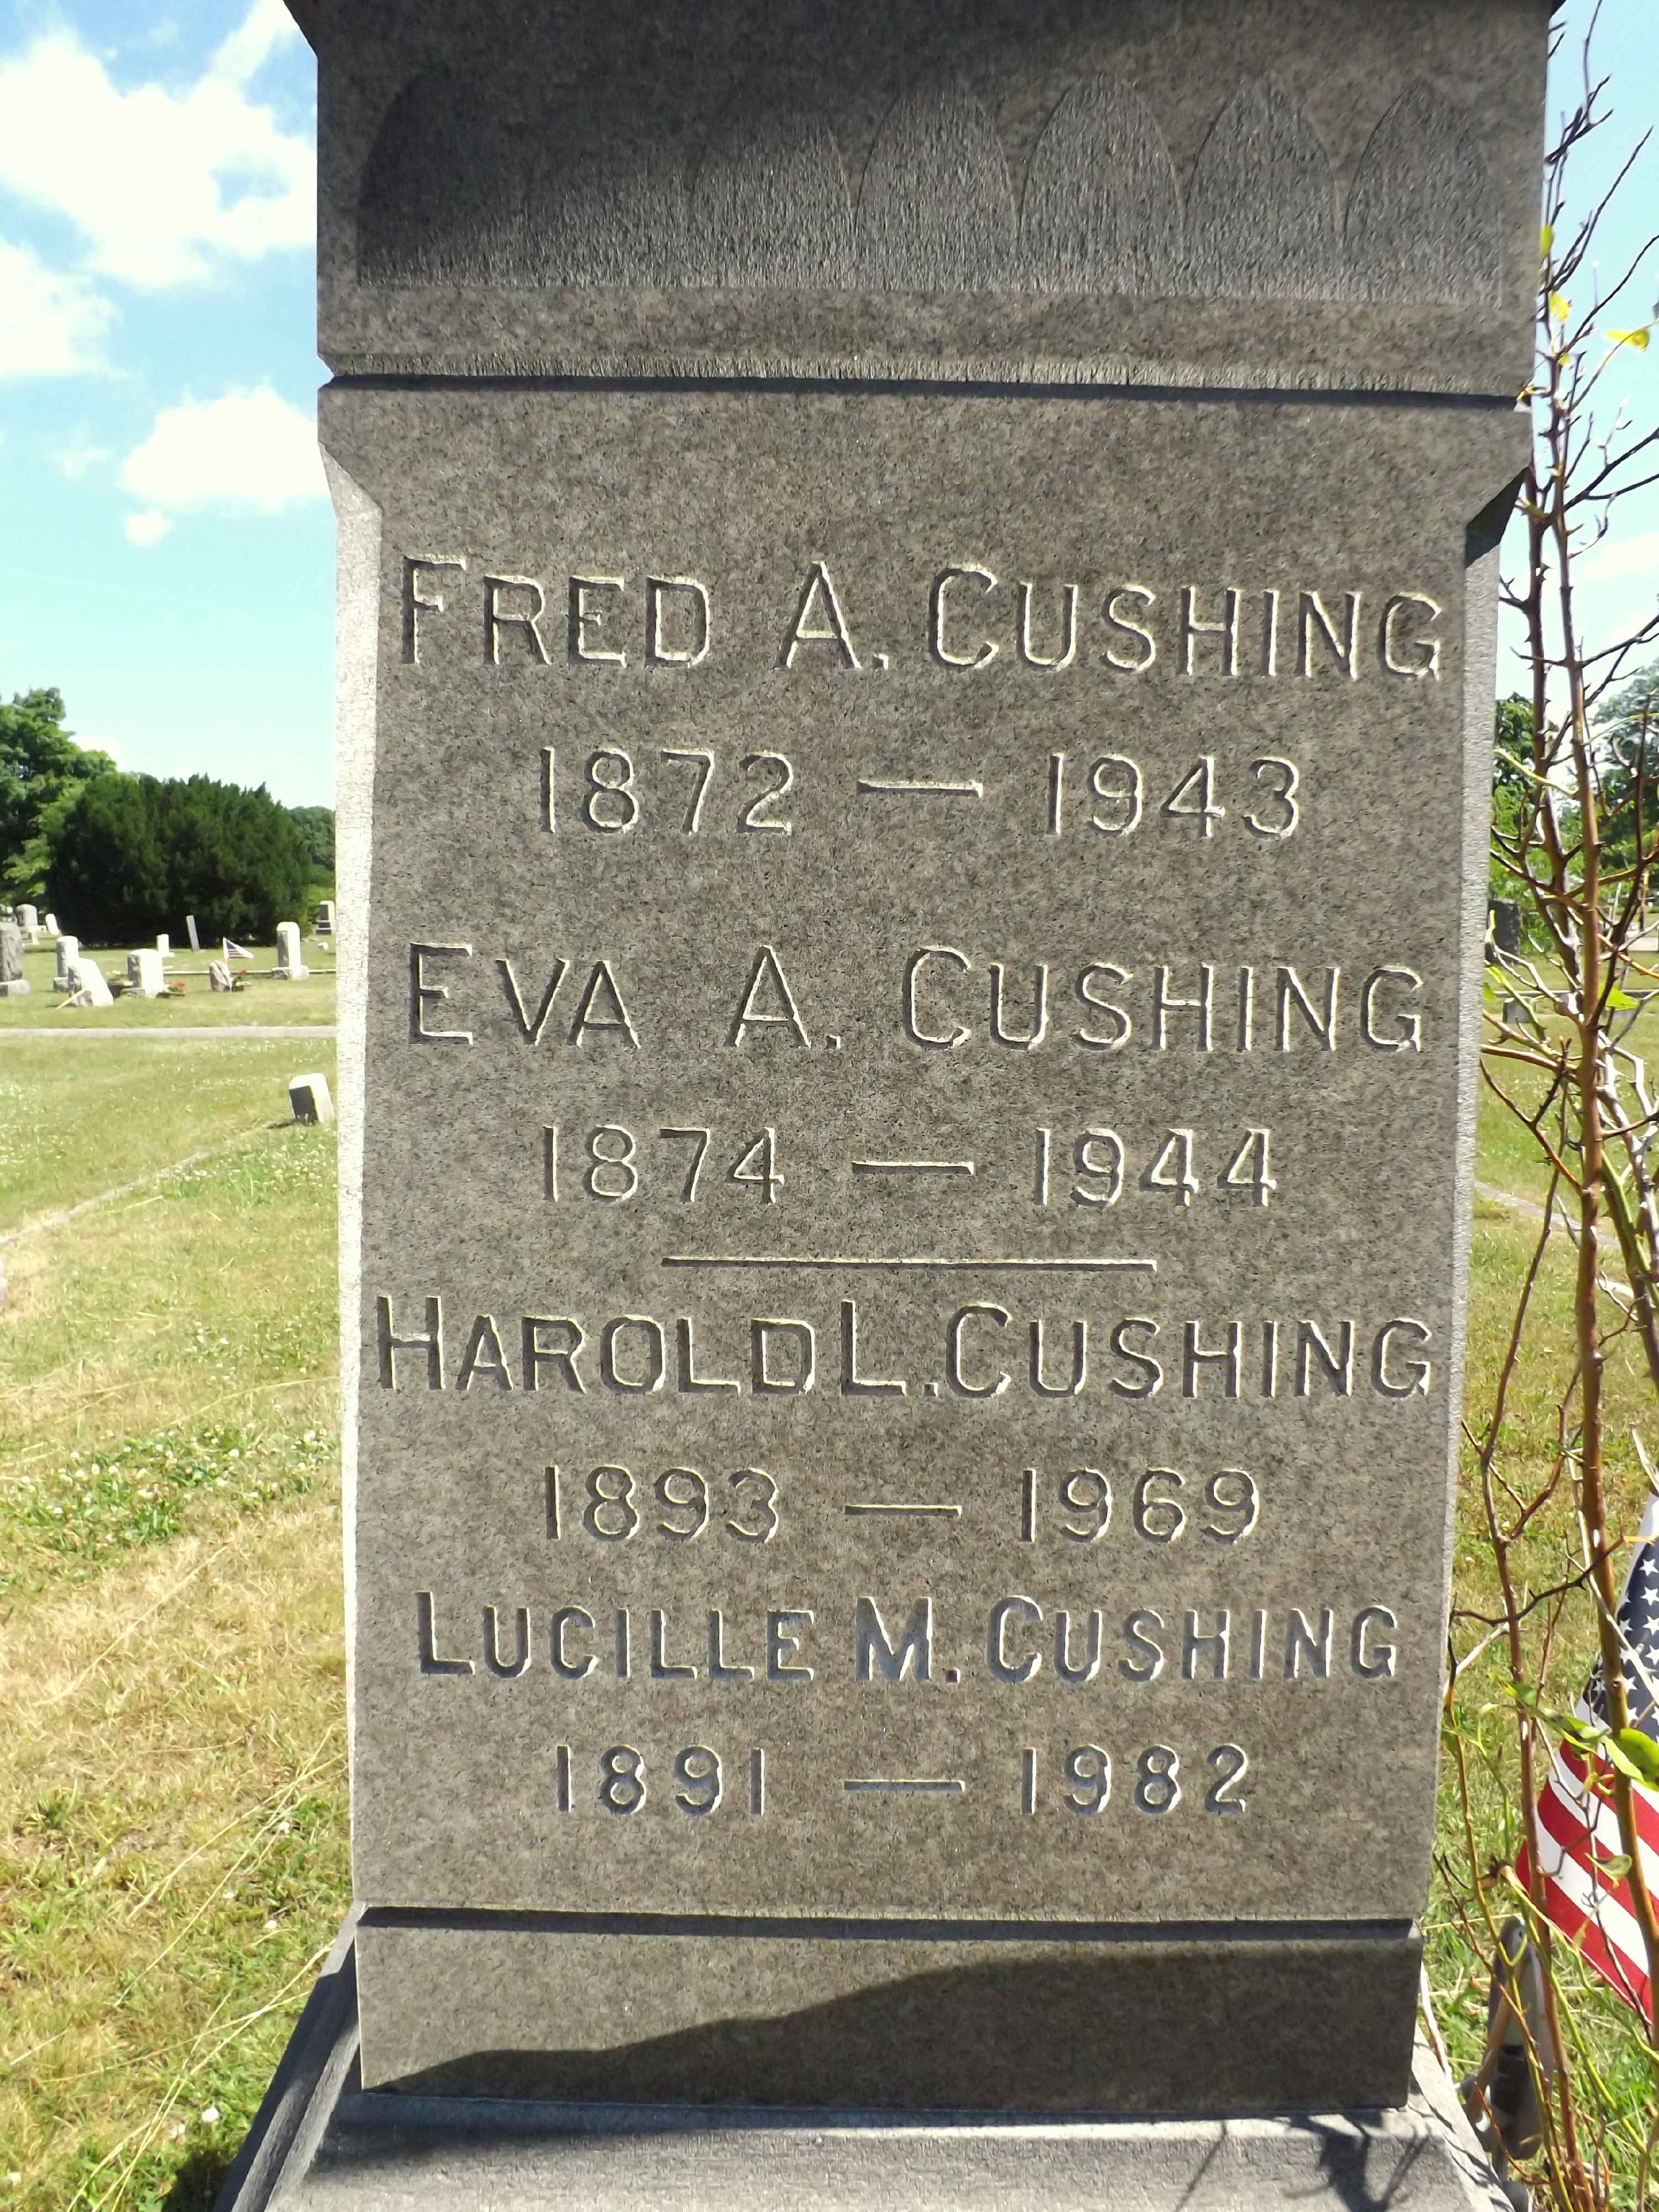 FRED A. CUSHING
1872 — 1943
EVA A. CUSHING
1874 — 1944
HAROLD L. CUSHING
1893 — 1969
LUCILLE M. CUSHING
1891 — 1982